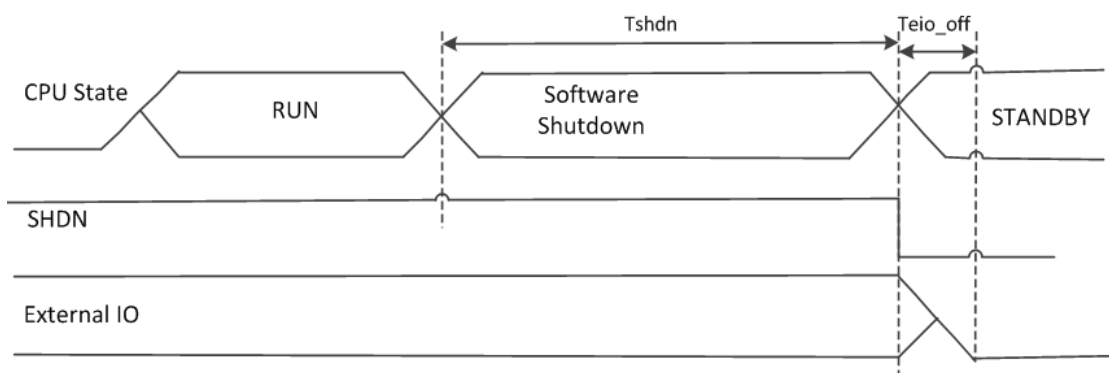 Tshdn
Teio_off
CPU State
RUN
Software
Shutdown
STANDBY
SHDN
External IO